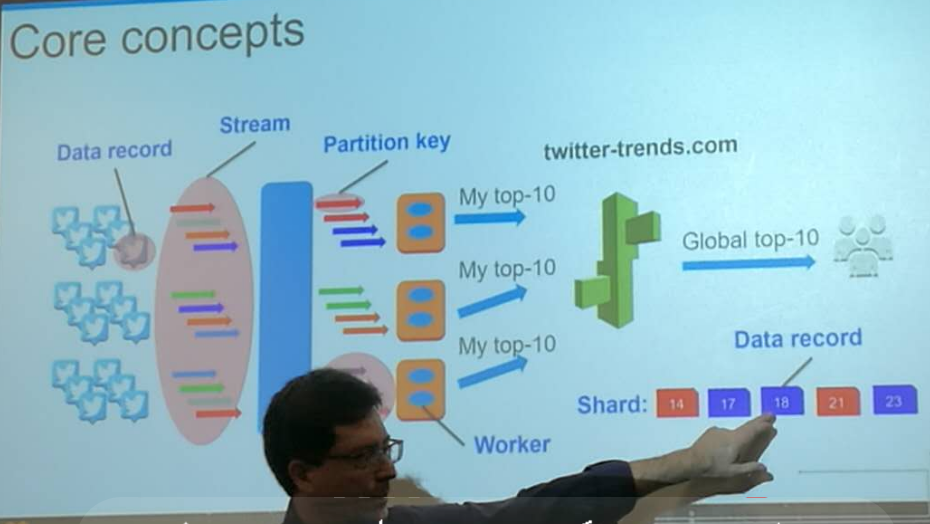 Core concepts
Stream
Data record
Partition key
twitter-trends.com
My top-10
Global top-10
My top-10
My top-10
Data record
Shard: 14 17 18 21 23
Worker